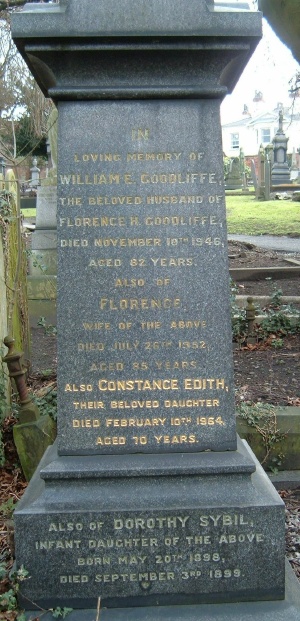 IN
LOVING MEMORY OF
WILLIAM E. GOODLIFFE,
THE BELOVED HUSBAND OF
FLORENCE H. GOODLIFFE,
DIED NOVEMBER 18TH 1946,
AGED 82 YEARS.
ALSO OF
FLORENCE,
WIFE OF THE ABOVE
DIED JULY 26TH 1952,
AGED 85 YEARS.
ALSO CONSTANCE EDITH,
THEIR BELOVED DAUGHTER
DIED FEBRUARY 10TH 1964,
AGED 70 YEARS.
ALSO OF DOROTHY SYBIL,
INFANT DAUGHTER OF THE ABOVE
BORN MAY 20TH 1898,
DIED SEPTEMBER 3RD 1899.